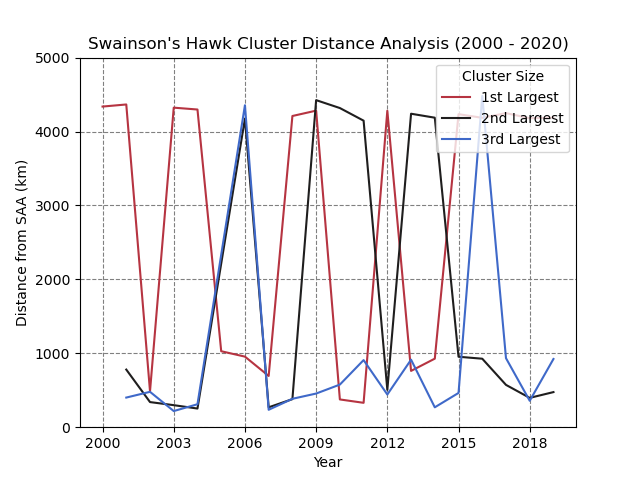 Swainson's Hawk Cluster Distance Analysis (2000 - 2020)
Cluster Size
1st Largest
2nd Largest
3rd Largest
Distance from SAA (km)
5000
4000
3000
2000
1000
0
2000 2003 2006 2009 2012 2015 2018
Year